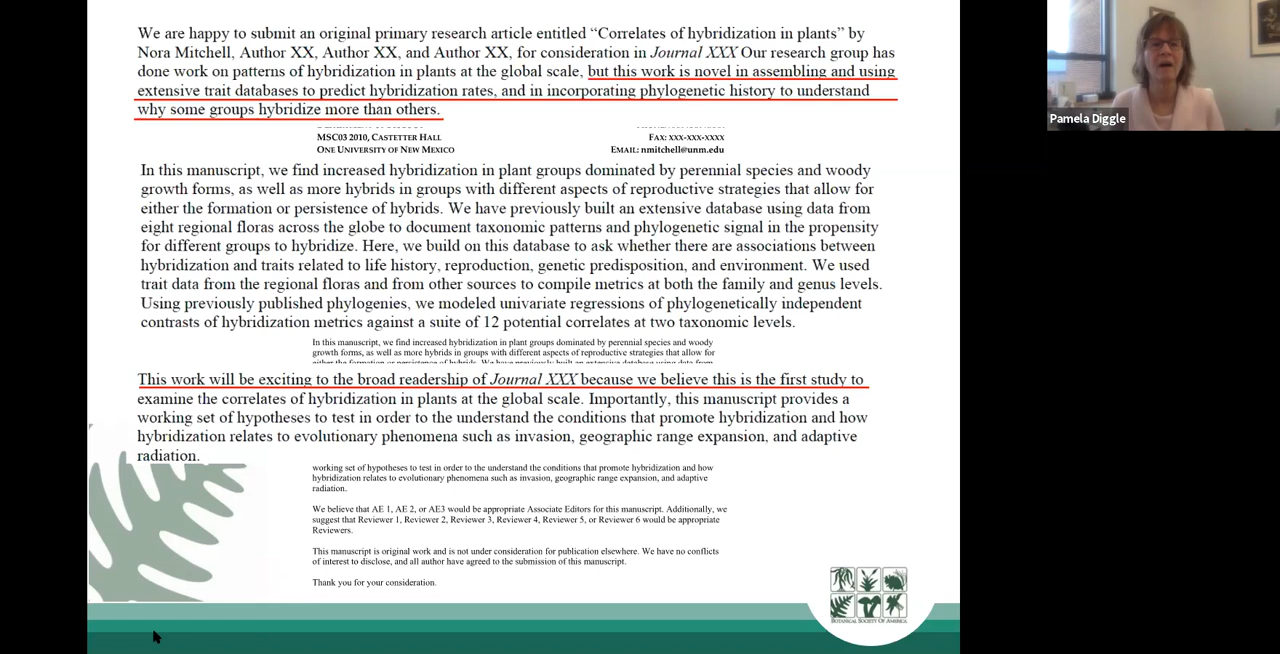 We are happy to submit an original primary research article entitled “Correlates of hybridization in plants” by
Nora Mitchell, Author XX, Author XX, and Author XX, for consideration in Journal XXX Our research group has
done work on patterns of hybridization in plants at the global scale, but this work is novel in assembling and using
extensive trait databases to predict hybridization rates, and in incorporating phylogenetic history to understand
why some groups hybridize more than others.
MSC03 2010, CASTETTER HALL
FAX: xxx-xxx-xxxx
ONE UNIVERSITY OF NEW MEXICO
EMAIL: nmitchell@unm.edu
In this manuscript, we find increased hybridization in plant groups dominated by perennial species and woody
growth forms, as well as more hybrids in groups with different aspects of reproductive strategies that allow for
either the formation or persistence of hybrids. We have previously built an extensive database using data from
eight regional floras across the globe to document taxonomic patterns and phylogenetic signal in the propensity
for different groups to hybridize. Here, we build on this database to ask whether there are associations between
hybridization and traits related to life history, reproduction, genetic predisposition, and environment. We used
trait data from the regional floras and from other sources to compile metrics at both the family and genus levels.
Using previously published phylogenies, we modeled univariate regressions of phylogenetically independent
contrasts of hybridization metrics against a suite of 12 potential correlates at two taxonomic levels.
In this manuscript, we find increased hybridization in plant groups dominated by perennial species and woody
growth forms, as well as more hybrids in groups with different aspects of reproductive strategies that allow for
either the formation or persistence of hybrids. We have previously built an extensive database using data from
This work will be exciting to the broad readership of Journal XXX because we believe this is the first study to
examine the correlates of hybridization in plants at the global scale. Importantly, this manuscript provides a
working set of hypotheses to test in order to the understand the conditions that promote hybridization and how
hybridization relates to evolutionary phenomena such as invasion, geographic range expansion, and adaptive
radiation.
working set of hypotheses to test in order to the understand the conditions that promote hybridization and how
hybridization relates to evolutionary phenomena such as invasion, geographic range expansion, and adaptive
radiation.
We believe that AE 1, AE 2, or AE3 would be appropriate Associate Editors for this manuscript. Additionally, we
suggest that Reviewer 1, Reviewer 2, Reviewer 3, Reviewer 4, Reviewer 5, or Reviewer 6 would be appropriate
Reviewers.
This manuscript is original work and is not under consideration for publication elsewhere. We have no conflicts
of interest to disclose, and all author have agreed to the submission of this manuscript.
Thank you for your consideration.
BOTANICAL SOCIETY OF AMERICA
Pamela Diggle